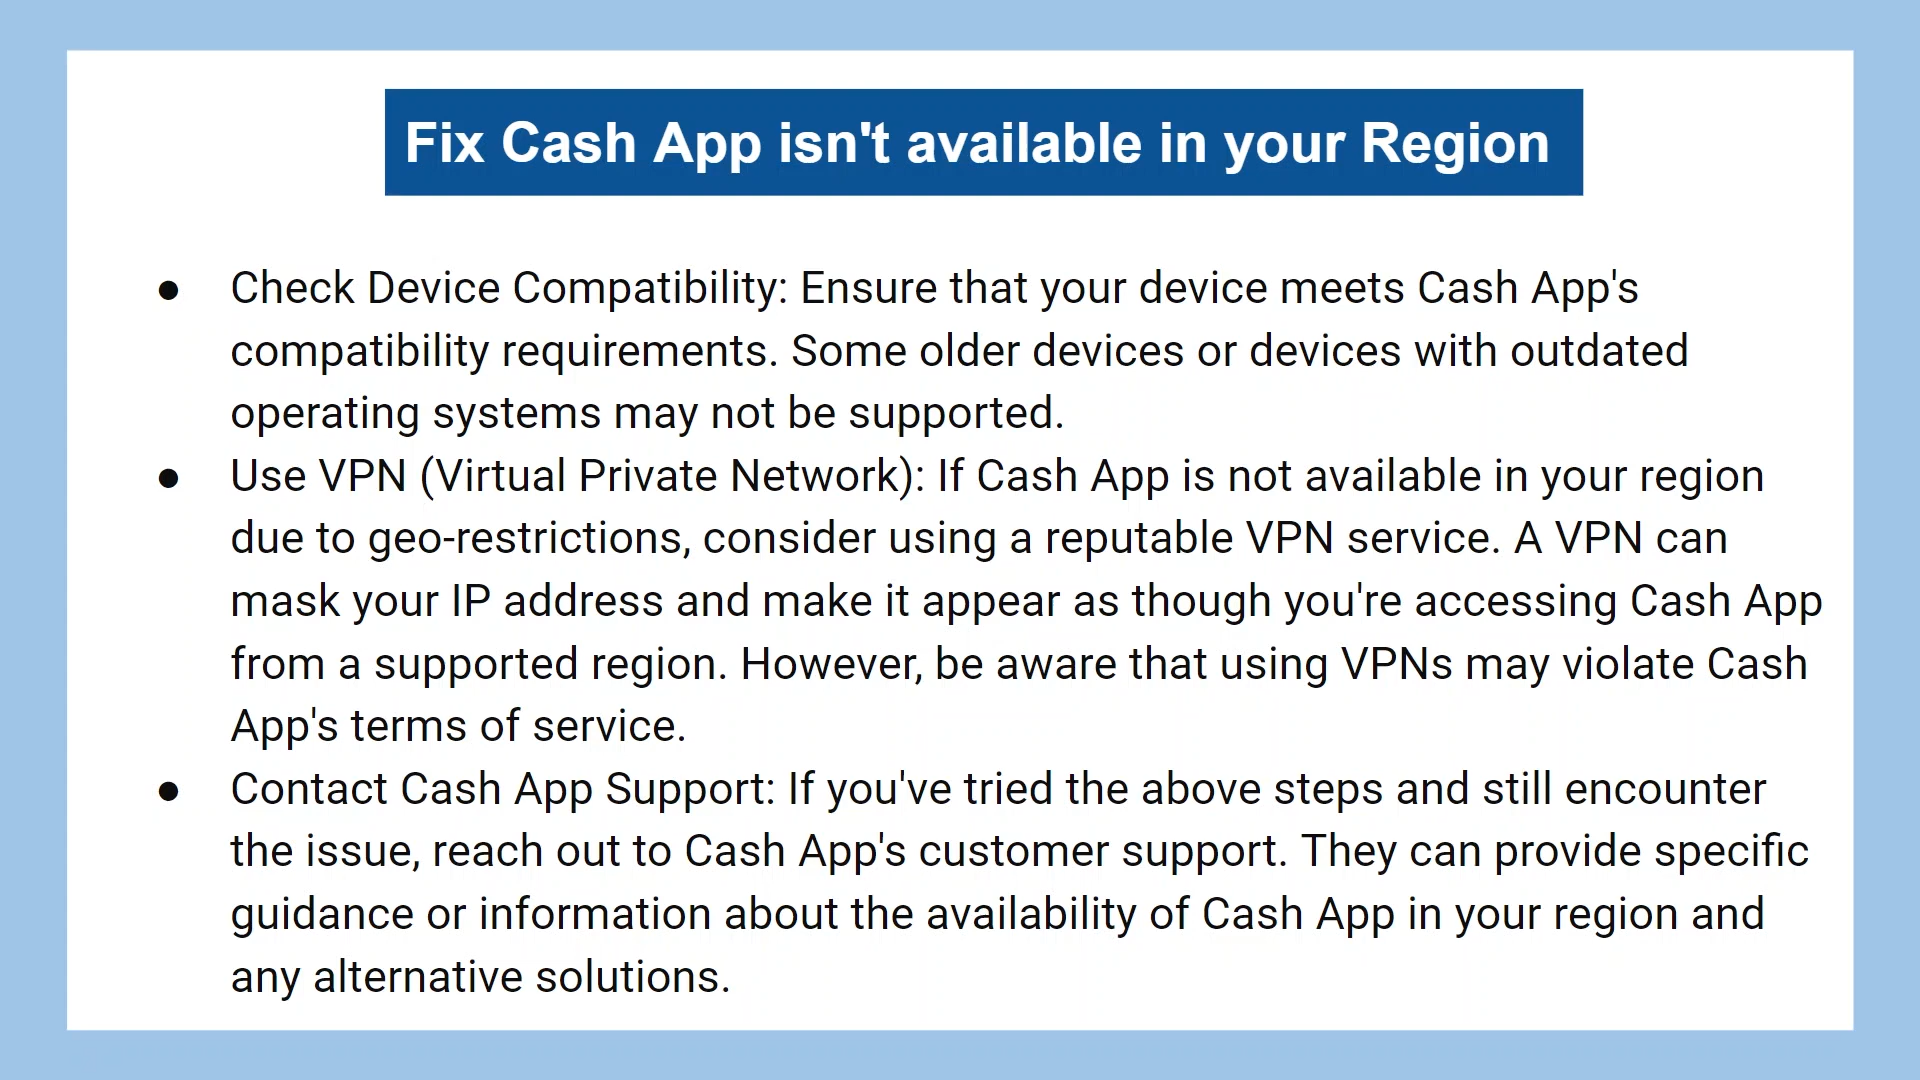 Fix Cash App isn't available in your Region
● Check Device Compatibility: Ensure that your device meets Cash App's
compatibility requirements. Some older devices or devices with outdated
operating systems may not be supported.
● Use VPN (Virtual Private Network): If Cash App is not available in your region
due to geo-restrictions, consider using a reputable VPN service. A VPN can
mask your IP address and make it appear as though you're accessing Cash App
from a supported region. However, be aware that using VPNs may violate Cash
App's terms of service.
● Contact Cash App Support: If you've tried the above steps and still encounter
the issue, reach out to Cash App's customer support. They can provide specific
guidance or information about the availability of Cash App in your region and
any alternative solutions.